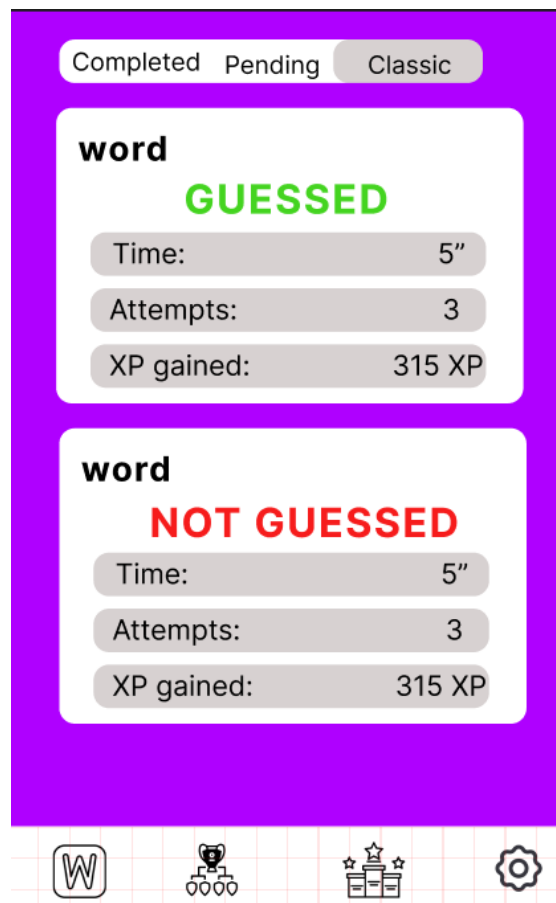 Completed Pending Classic
word
GUESSED
Time: 5”
Attempts: 3
XP gained: 315 XP
word
NOT GUESSED
Time: 5”
Attempts: 3
XP gained: 315 XP
W